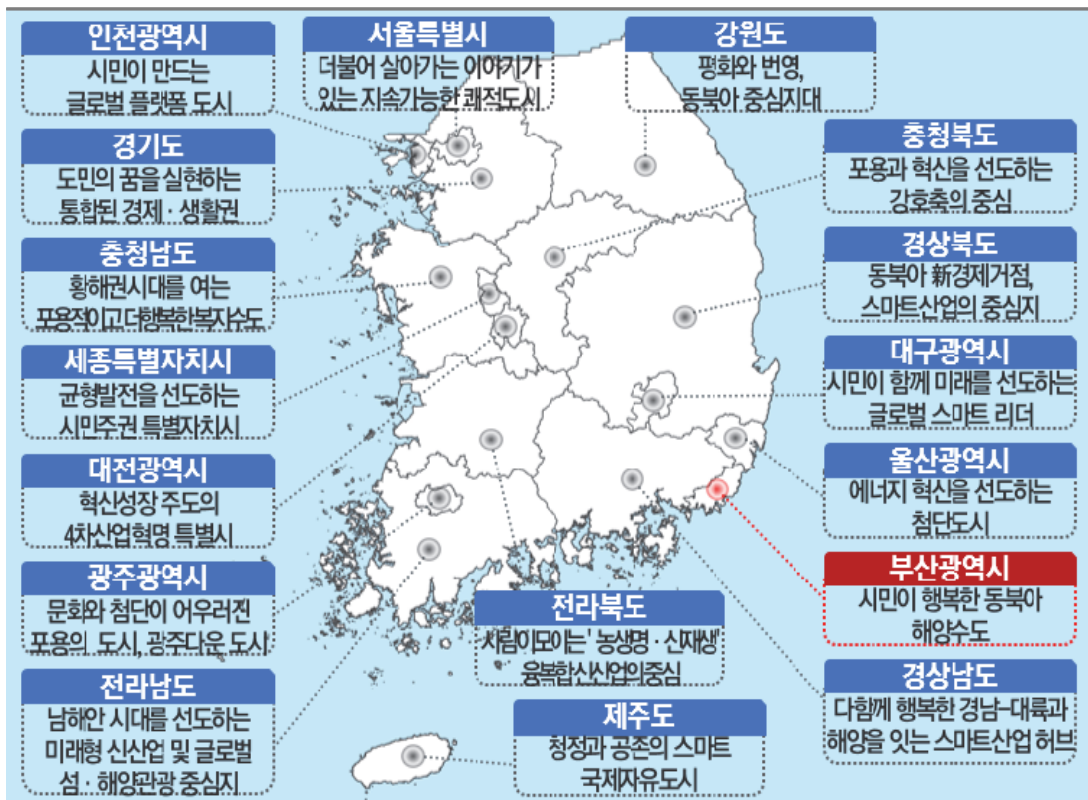 인천광역시
시민이 만드는
글로벌 플랫폼 도시
서울특별시
더불어 살아가는 이야기가
있는 지속가능한 쾌적도시
강원도
평화와 번영,
동북아 중심지대
경기도
도민의 꿈을 실현하는
통합된 경제·생활권
충청북도
포용과 혁신을 선도하는
강호축의 중심
충청남도
황해권시대를 여는
포용적이고더행복한복지수도
경상북도
동북아 新경제거점,
스마트산업의 중심지
세종특별자치시
균형발전을 선도하는
시민주권 특별자치시
대구광역시
시민이 함께 미래를 선도하는
글로벌 스마트 리더
대전광역시
혁신성장 주도의
4차산업혁명 특별시
울산광역시
에너지 혁신을 선도하는
첨단도시
광주광역시
문화와 첨단이 어우러진
포용의 도시, 광주다운 도시
부산광역시
시민이 행복한 동북아
해양수도
전라북도
사람이모이는' 농생명·신재생'
융복합신산업의중심
전라남도
남해안 시대를 선도하는
미래형 신산업 및 글로벌
섬·해양관광 중심지
경상남도
다함께 행복한 경남-대륙과
해양을 잇는 스마트산업 허브
제주도
청정과 공존의 스마트
국제자유도시